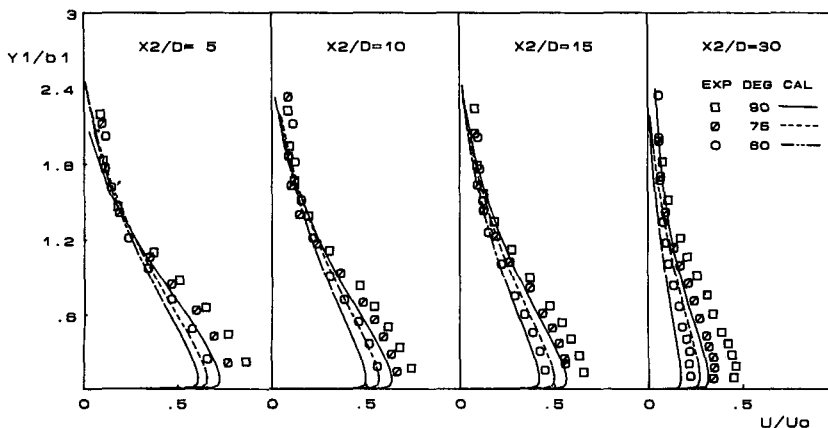 3
Y1/b1
X2/D= 5
X2/D=10
X2/D=15
X2/D=30
2.4
EXP DEG CAL
90
75
60
1.8
1.2
.6
0 .5 0 .5 0 .5 0 .5
U/Uo